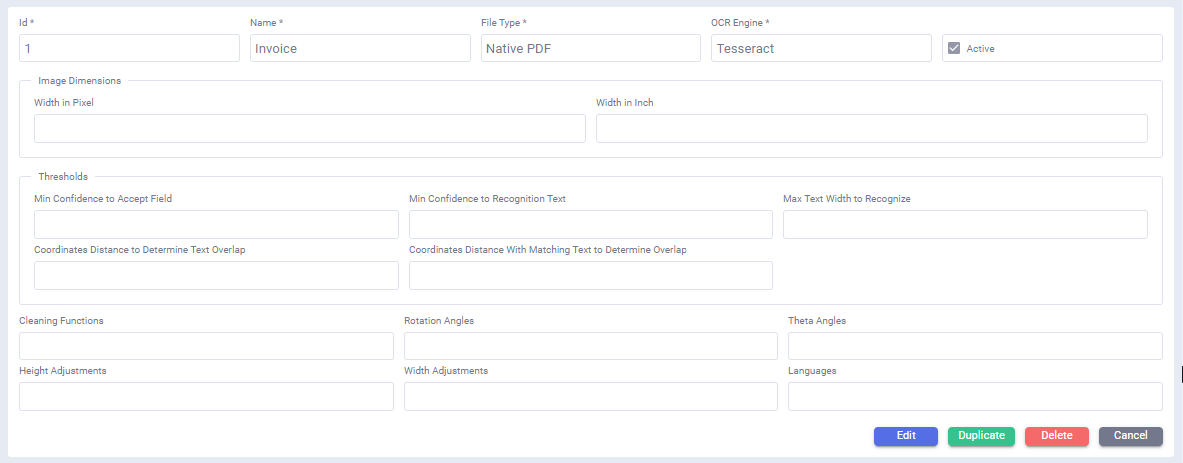 Id * Name * File Type * OCR Engine *
1 Invoice Native PDF Tesseract Active
Image Dimensions
Width in Pixel Width in Inch
Thresholds
Min Confidence to Accept Field Min Confidence to Recognition Text Max Text Width to Recognize
Coordinates Distance to Determine Text Overlap Coordinates Distance With Matching Text to Determine Overlap
Cleaning Functions Rotation Angles Theta Angles
Height Adjustments Width Adjustments Languages
Edit Duplicate Delete Cancel